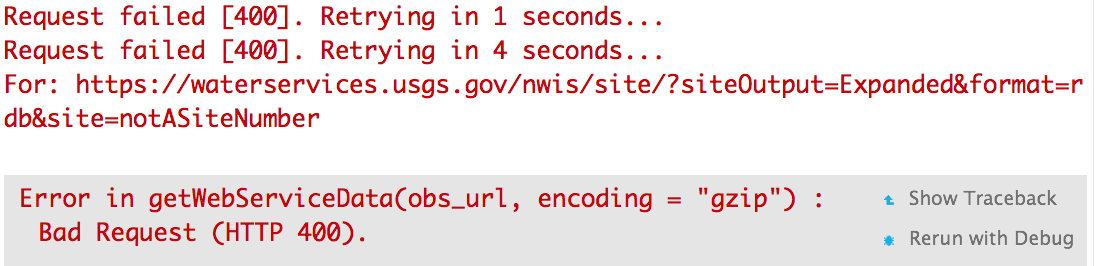 Request failed [400]. Retrying in 1 seconds...
Request failed [400]. Retrying in 4 seconds...
For: https://waterservices.usgs.gov/nwis/site/?siteOutput=Expanded&format=r
db&site=notASiteNumber
Error in getWebServiceData(obs_url, encoding = "gzip") :
Bad Request (HTTP 400).
Show Traceback
Rerun with Debug